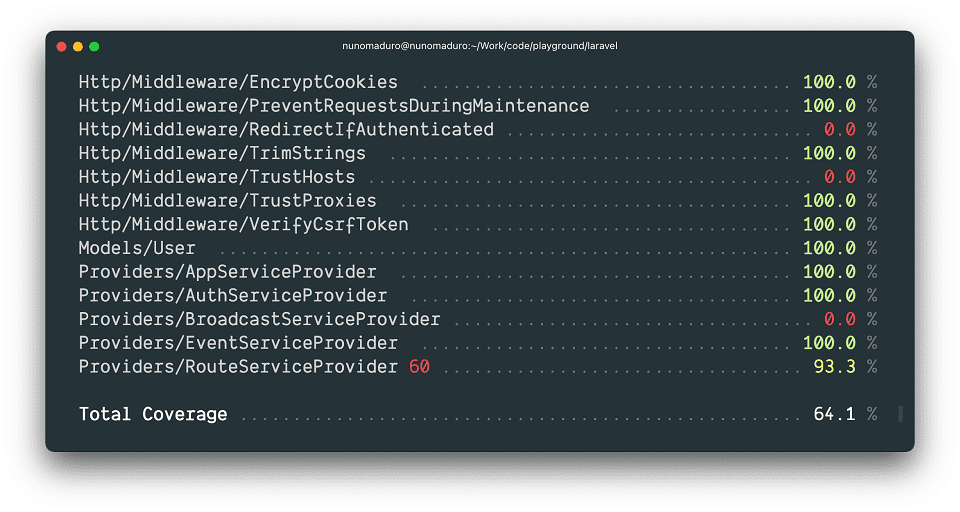 nunomaduro@nunomaduro:~/Work/code/playground/laravel
Http/Middleware/EncryptCookies ................................... 100.0 %
Http/Middleware/PreventRequestsDuringMaintenance ................. 100.0 %
Http/Middleware/RedirectIfAuthenticated ............................. 0.0 %
Http/Middleware/TrimStrings ...................................... 100.0 %
Http/Middleware/TrustHosts .......................................... 0.0 %
Http/Middleware/TrustProxies ..................................... 100.0 %
Http/Middleware/VerifyCsrfToken .................................. 100.0 %
Models/User ...................................................... 100.0 %
Providers/AppServiceProvider ..................................... 100.0 %
Providers/AuthServiceProvider .................................... 100.0 %
Providers/BroadcastServiceProvider .................................. 0.0 %
Providers/EventServiceProvider ................................... 100.0 %
Providers/RouteServiceProvider 60 ................................. 93.3 %
Total Coverage .................................................... 64.1 %